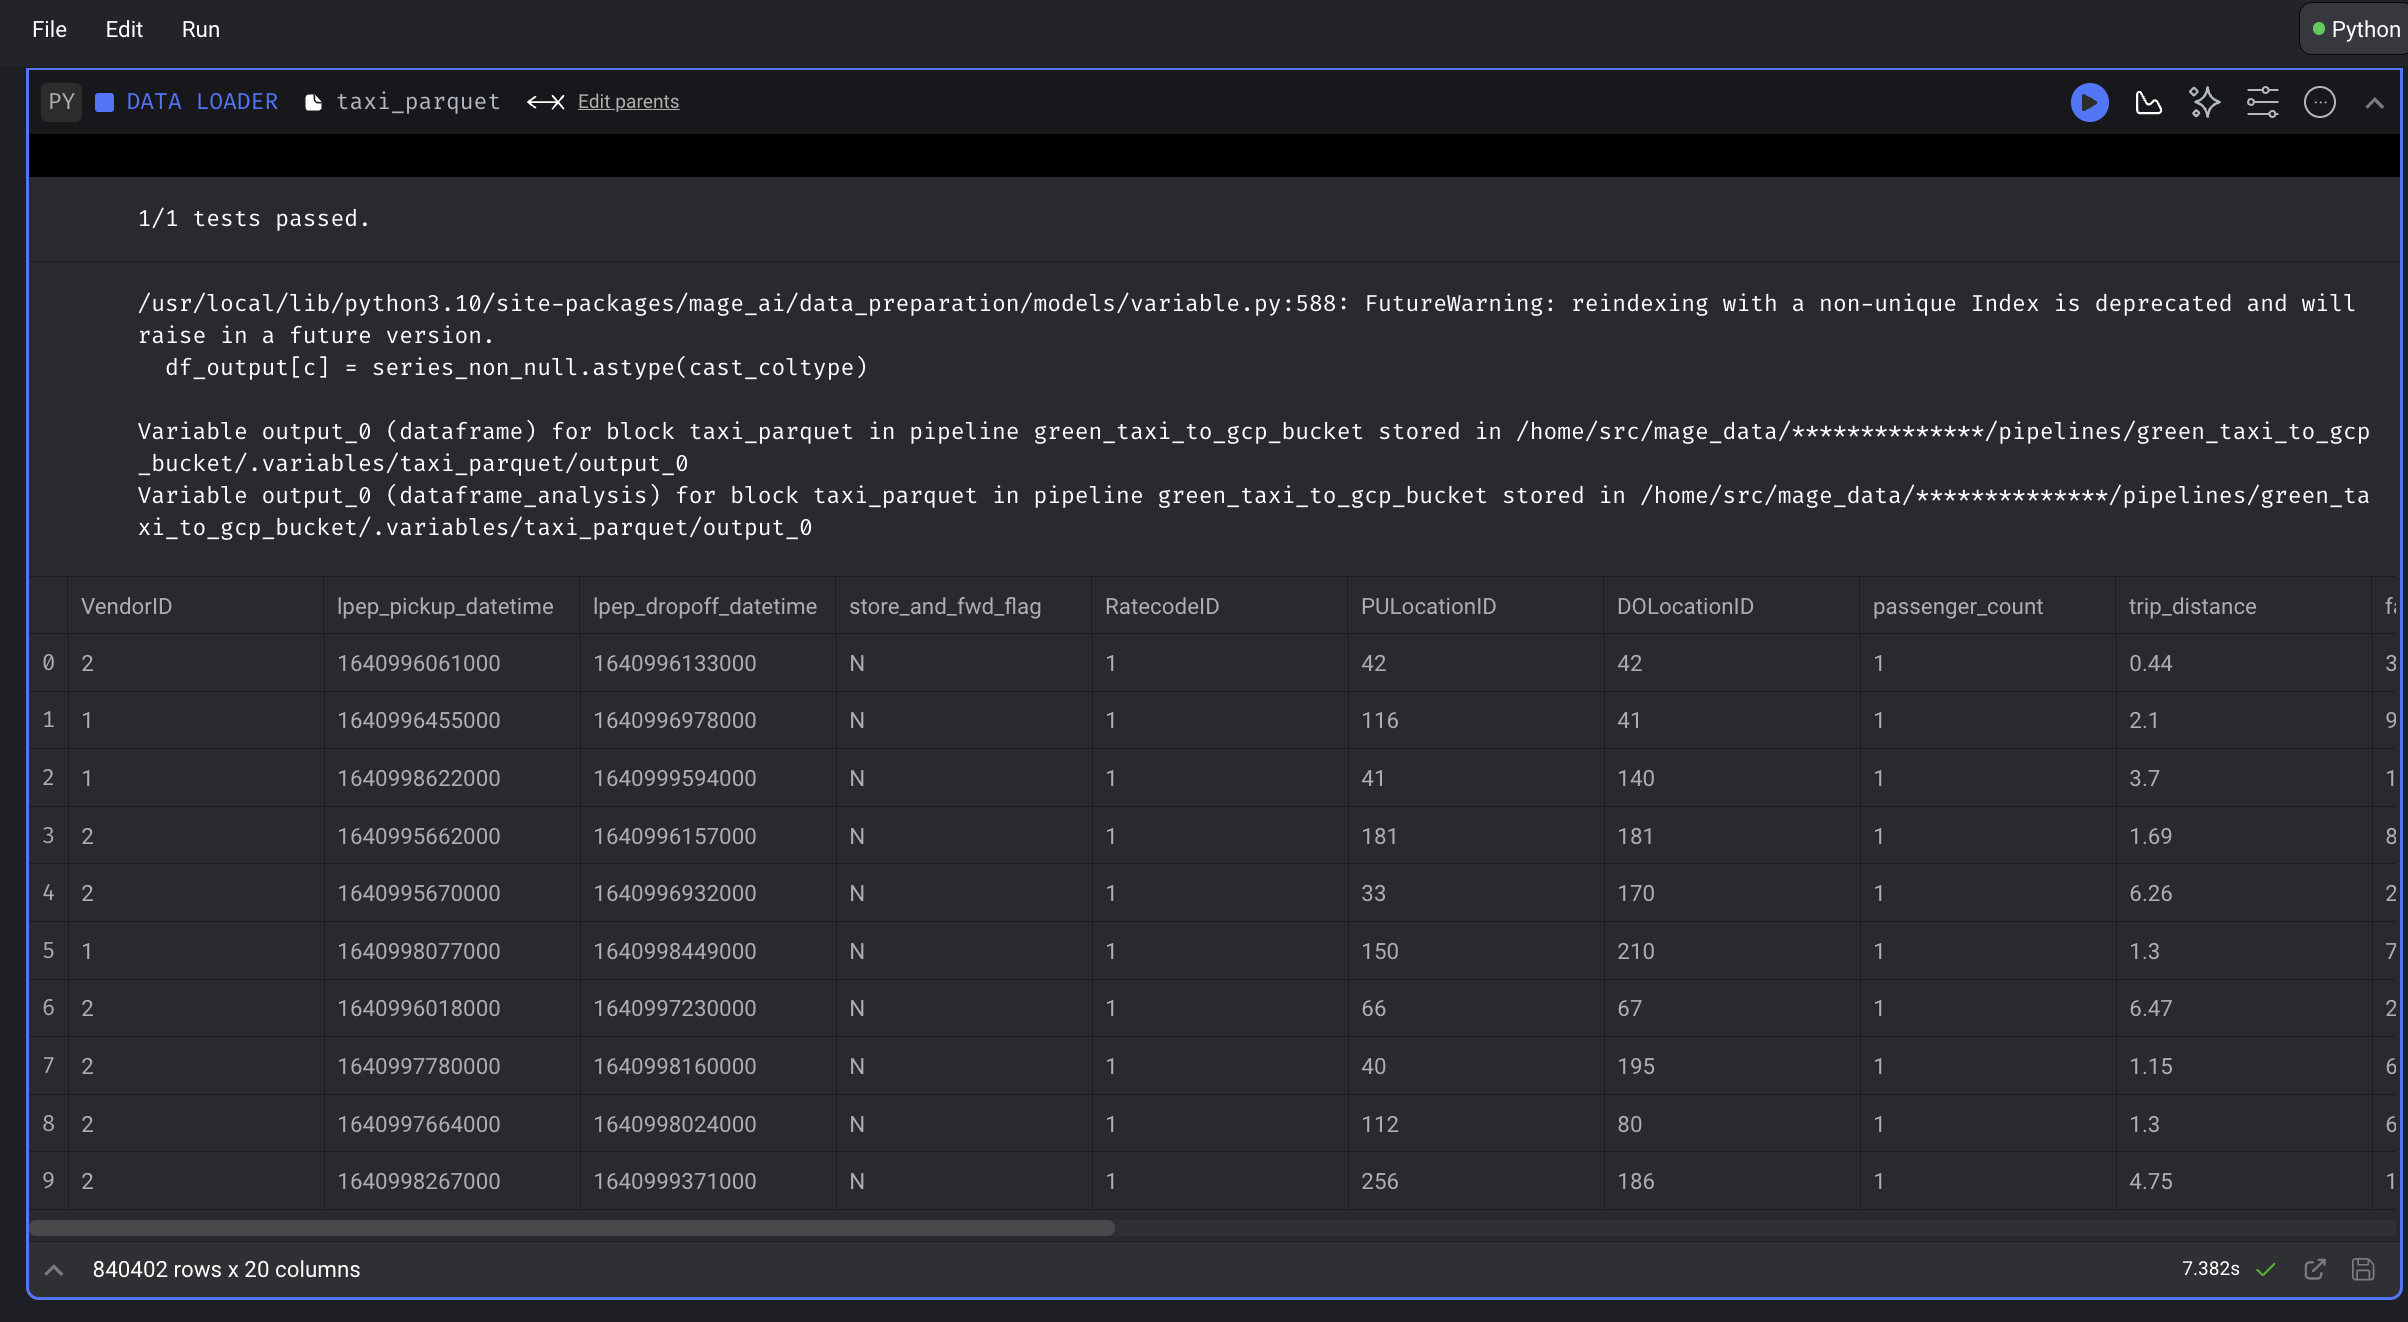 File Edit Run Python
PY DATA LOADER taxi_parquet Edit parents
1/1 tests passed.
/usr/local/lib/python3.10/site-packages/mage_ai/data_preparation/models/variable.py:588: FutureWarning: reindexing with a non-unique Index is deprecated and will
raise in a future version.
df_output[c] = series_non_null.astype(cast_coltype)
Variable output_0 (dataframe) for block taxi_parquet in pipeline green_taxi_to_gcp_bucket stored in /home/src/mage_data/**************/pipelines/green_taxi_to_gcp
_bucket/.variables/taxi_parquet/output_0
Variable output_0 (dataframe_analysis) for block taxi_parquet in pipeline green_taxi_to_gcp_bucket stored in /home/src/mage_data/**************/pipelines/green_ta
xi_to_gcp_bucket/.variables/taxi_parquet/output_0
VendorID lpep_pickup_datetime lpep_dropoff_datetime store_and_fwd_flag RatecodeID PULocationID DOLocationID passenger_count trip_distance
0 2 1640996061000 1640996133000 N 1 42 42 1 0.44 3
1 1 1640996455000 1640996978000 N 1 116 41 1 2.1 9
2 1 1640998622000 1640999594000 N 1 41 140 1 3.7 1
3 2 1640995662000 1640996157000 N 1 181 181 1 1.69 8
4 2 1640995670000 1640996932000 N 1 33 170 1 6.26 2
5 1 1640998077000 1640998449000 N 1 150 210 1 1.3 7
6 2 1640996018000 1640997230000 N 1 66 67 1 6.47 2
7 2 1640997780000 1640998160000 N 1 40 195 1 1.15 6
8 2 1640997664000 1640998024000 N 1 112 80 1 1.3 6
9 2 1640998267000 1640999371000 N 1 256 186 1 4.75 1
840402 rows x 20 columns 7.382s